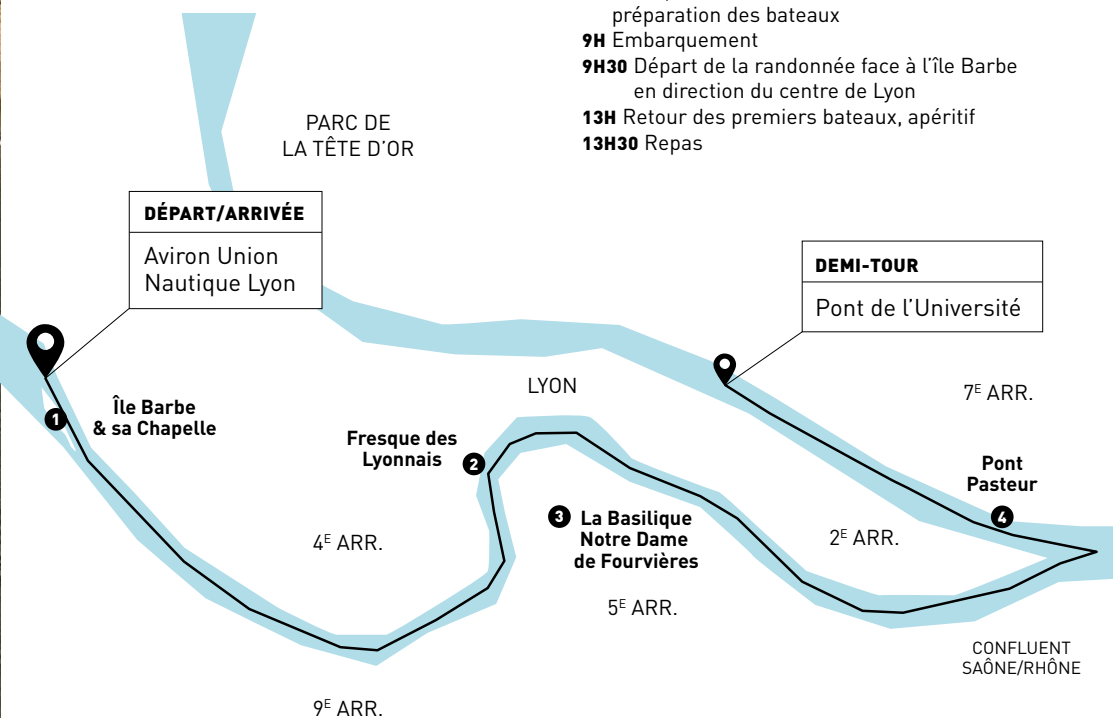 préparation des bateaux
9H Embarquement
9H30 Départ de la randonnée face à l'île Barbe
en direction du centre de Lyon
13H Retour des premiers bateaux, apéritif
13H30 Repas
PARC DE
LA TÊTE D'OR
DÉPART/ARRIVÉE
Aviron Union
Nautique Lyon
DEMI-TOUR
Pont de l'Université
LYON
7E ARR.
1
Île Barbe
& sa Chapelle
Fresque des
Lyonnais
2
Pont
Pasteur
4
3 La Basilique
Notre Dame
de Fourvières
4E ARR.
2E ARR.
5E ARR.
CONFLUENT
SAÔNE/RHÔNE
9E ARR.